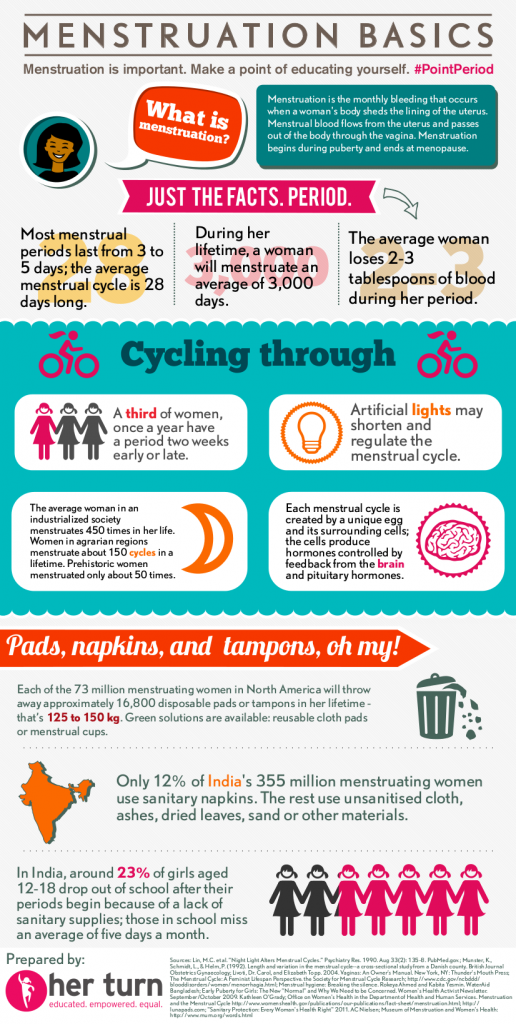 MENSTRUATION BASICS
Menstruation is important. Make a point of educating yourself. #PointPeriod
What is
menstruation?
Menstruation is the monthly bleeding that occurs
when a woman's body sheds the lining of the uterus.
Menstrual blood flows from the uterus and passes
out of the body through the vagina. Menstruation
begins during puberty and ends at menopause.
JUST THE FACTS. PERIOD.
28
Most menstrual
periods last from 3 to
5 days; the average
menstrual cycle is 28
days long.
3,000
During her
lifetime, a woman
will menstruate an
average of 3,000
days.
2-3
The average woman
loses 2-3
tablespoons of blood
during her period.
Cycling through
A third of women,
once a year have
a period two weeks
early or late.
Artificial lights may
shorten and
regulate the
menstrual cycle.
The average woman in an
industrialized society
menstruates 450 times in her life.
Women in agrarian regions
menstruate about 150 cycles in a
lifetime. Prehistoric women
menstruated only about 50 times.
Each menstrual cycle is
created by a unique egg
and its surrounding cells;
the cells produce
hormones controlled by
feedback from the brain
and pituitary hormones.
Pads, napkins, and tampons, oh my!
Each of the 73 million menstruating women in North America will throw
away approximately 16,800 disposable pads or tampons in her lifetime -
that's 125 to 150 kg. Green solutions are available: reusable cloth pads
or menstrual cups.
Only 12% of India's 355 million menstruating women
use sanitary napkins. The rest use unsanitised cloth,
ashes, dried leaves, sand or other materials.
In India, around 23% of girls aged
12-18 drop out of school after their
periods begin because of a lack of
sanitary supplies; those in school miss
an average of five days a month.
Prepared by:
her turn
educated. empowered. equal.
Sources: Lin, M.C. et al. "Night Light Alters Menstrual Cycles." Psychiatry Res. 1990. Aug 33(2): 135-8. PubMed.gov.; Munster, K.,
Schmidt, L., & Helm, P. (1992). Length and variation in the menstrual cycle-a cross-sectional study from a Danish county. British Journal
Obstetrics Gynaecology; Livoti, Dr. Carol, and Elizabeth Topp. 2004. Vaginas: An Owner's Manual, New York, NY: Thunder's Mouth Press,
The Menstrual Cycle: A Feminist Lifespan Perspective, the Society for Menstrual Cycle Research; http://www.cdc.gov/ncbddd/
blooddisorders/women/menorrhagia.html; Menstrual hygiene: Breaking the silence. Rokeya Ahmed and Kabita Yasmin. WaterAid
Bangladesh; Early Puberty for Girls: The New "Normal" and Why We Need to be Concerned. Women's Health Activist Newsletter.
September/October 2009. Kathleen O'Grady; Office on Women's Health in the Department of Health and Human Services. Menstruation
and the Menstrual Cycle http://www.womenshealth.gov/publications/our-publications/fact-sheet/menstruation.html; http://
lunapads.com; "Sanitary Protection: Every Woman's Health Right" 2011. AC Nielsen; Museum of Menstruation and Women's Health:
http://www.mum.org/words.html